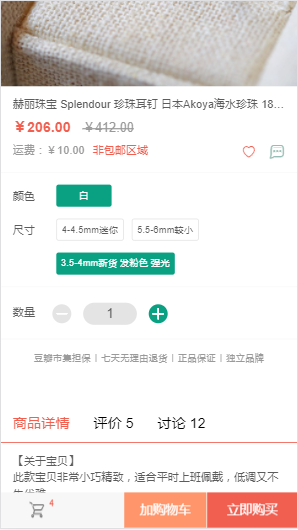 赫丽珠宝 Splendour 珍珠耳钉 日本Akoya海水珍珠 18...
￥206.00 ￥412.00
运费：￥10.00 非包邮区域
颜色 白
尺寸 4-4.5mm迷你 5.5-6mm较小
3.5-4mm新货 发粉色 强光
数量 1
豆瓣市集担保丨七天无理由退货丨正品保证丨独立品牌
商品详情 评价 5 讨论 12
【关于宝贝】
此款宝贝非常小巧精致，适合平时上班佩戴，低调又不
4 加购物车 立即购买